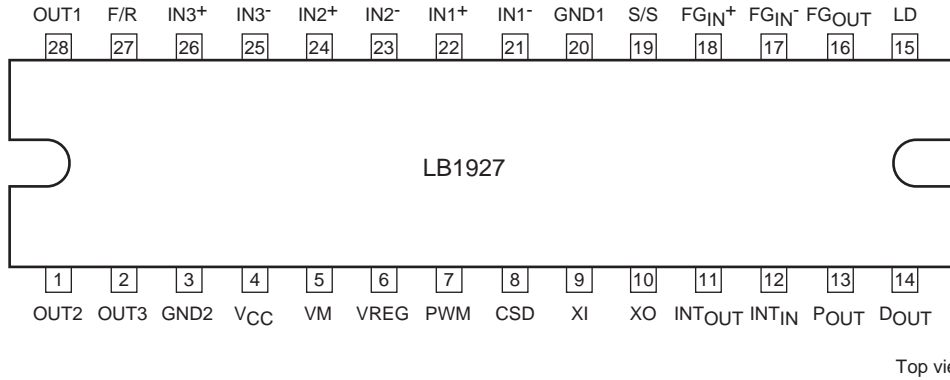 OUT1 F/R IN3+ IN3- IN2+ IN2- IN1+ IN1- GND1 S/S FGIN+ FGIN- FGOUT LD
28 27 26 25 24 23 22 21 20 19 18 17 16 15
LB1927
1 2 3 4 5 6 7 8 9 10 11 12 13 14
OUT2 OUT3 GND2 VCC VM VREG PWM CSD XI XO INTOUT INTIN POUT DOUT
Top vie